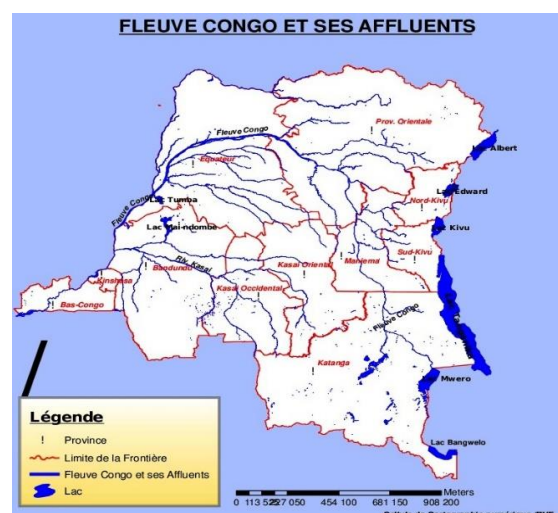 FLEUVE CONGO ET SES AFFLUENTS
Fleuve Congo
Prov. Orientale
Lac Albert
Equateur
Lac Edward
Nord-Kivu
Lac Tumba
Fleuve Congo
Lac Kivu
Lac Mai-ndombe
Sud-Kivu
Maniema
Kasai Oriental
Riv. Kasai
Bandundu
Kinshasa
Kasai Occidental
Bas-Congo
Fleuve Congo
Katanga
Lac Mwero
Lac Bangwelo
Légende
Province
Limite de la Frontière
Fleuve Congo et ses Affluents
Lac
Meters
454 100
681 150
908 200